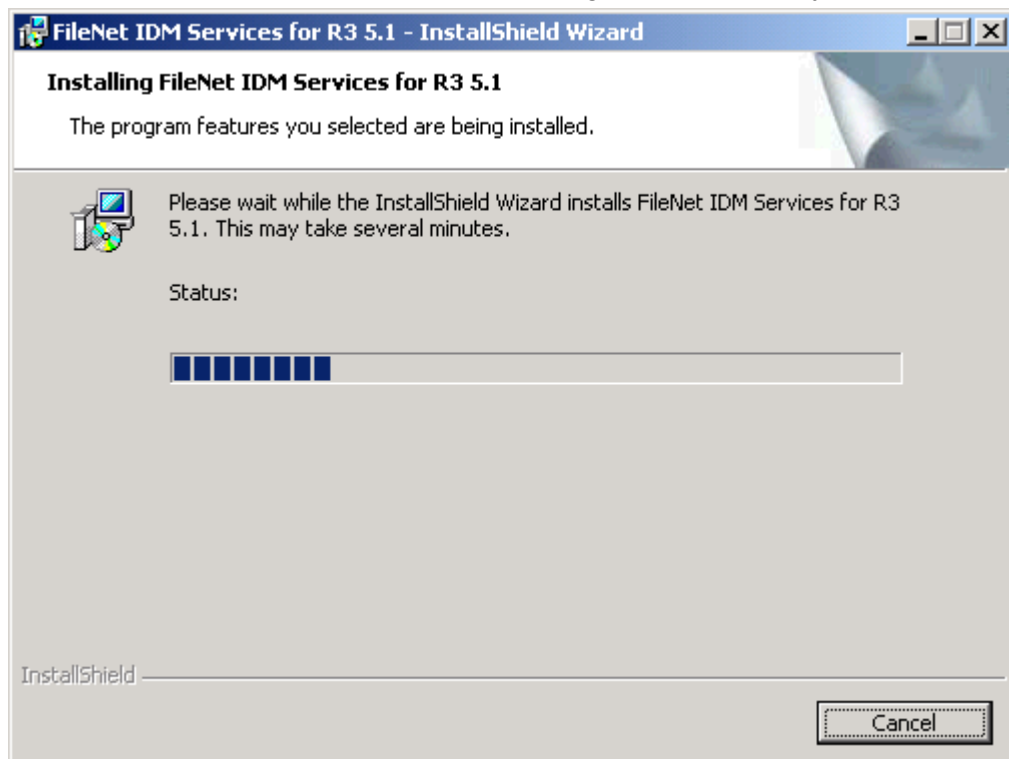 FileNet IDM Services for R3 5.1 - InstallShield Wizard
Installing FileNet IDM Services for R3 5.1
The program features you selected are being installed.
Please wait while the InstallShield Wizard installs FileNet IDM Services for R3
5.1. This may take several minutes.
Status:
InstallShield
Cancel